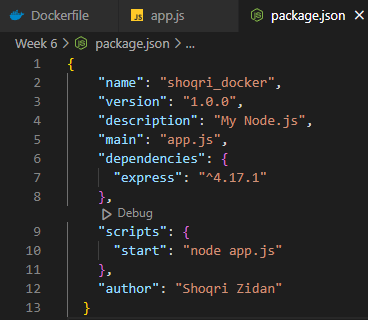 Dockerfile JS app.js package.json ×
Week 6 > package.json > ...
1 {
2 "name": "shoqri_docker",
3 "version": "1.0.0",
4 "description": "My Node.js",
5 "main": "app.js",
6 "dependencies": {
7 "express": "^4.17.1"
8 },
Debug
9 "scripts": {
10 "start": "node app.js"
11 },
12 "author": "Shoqri Zidan"
13 }